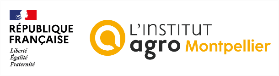 RÉPUBLIQUE
FRANÇAISE
Liberté
Égalité
Fraternité
L'INSTITUT
agro Montpellier